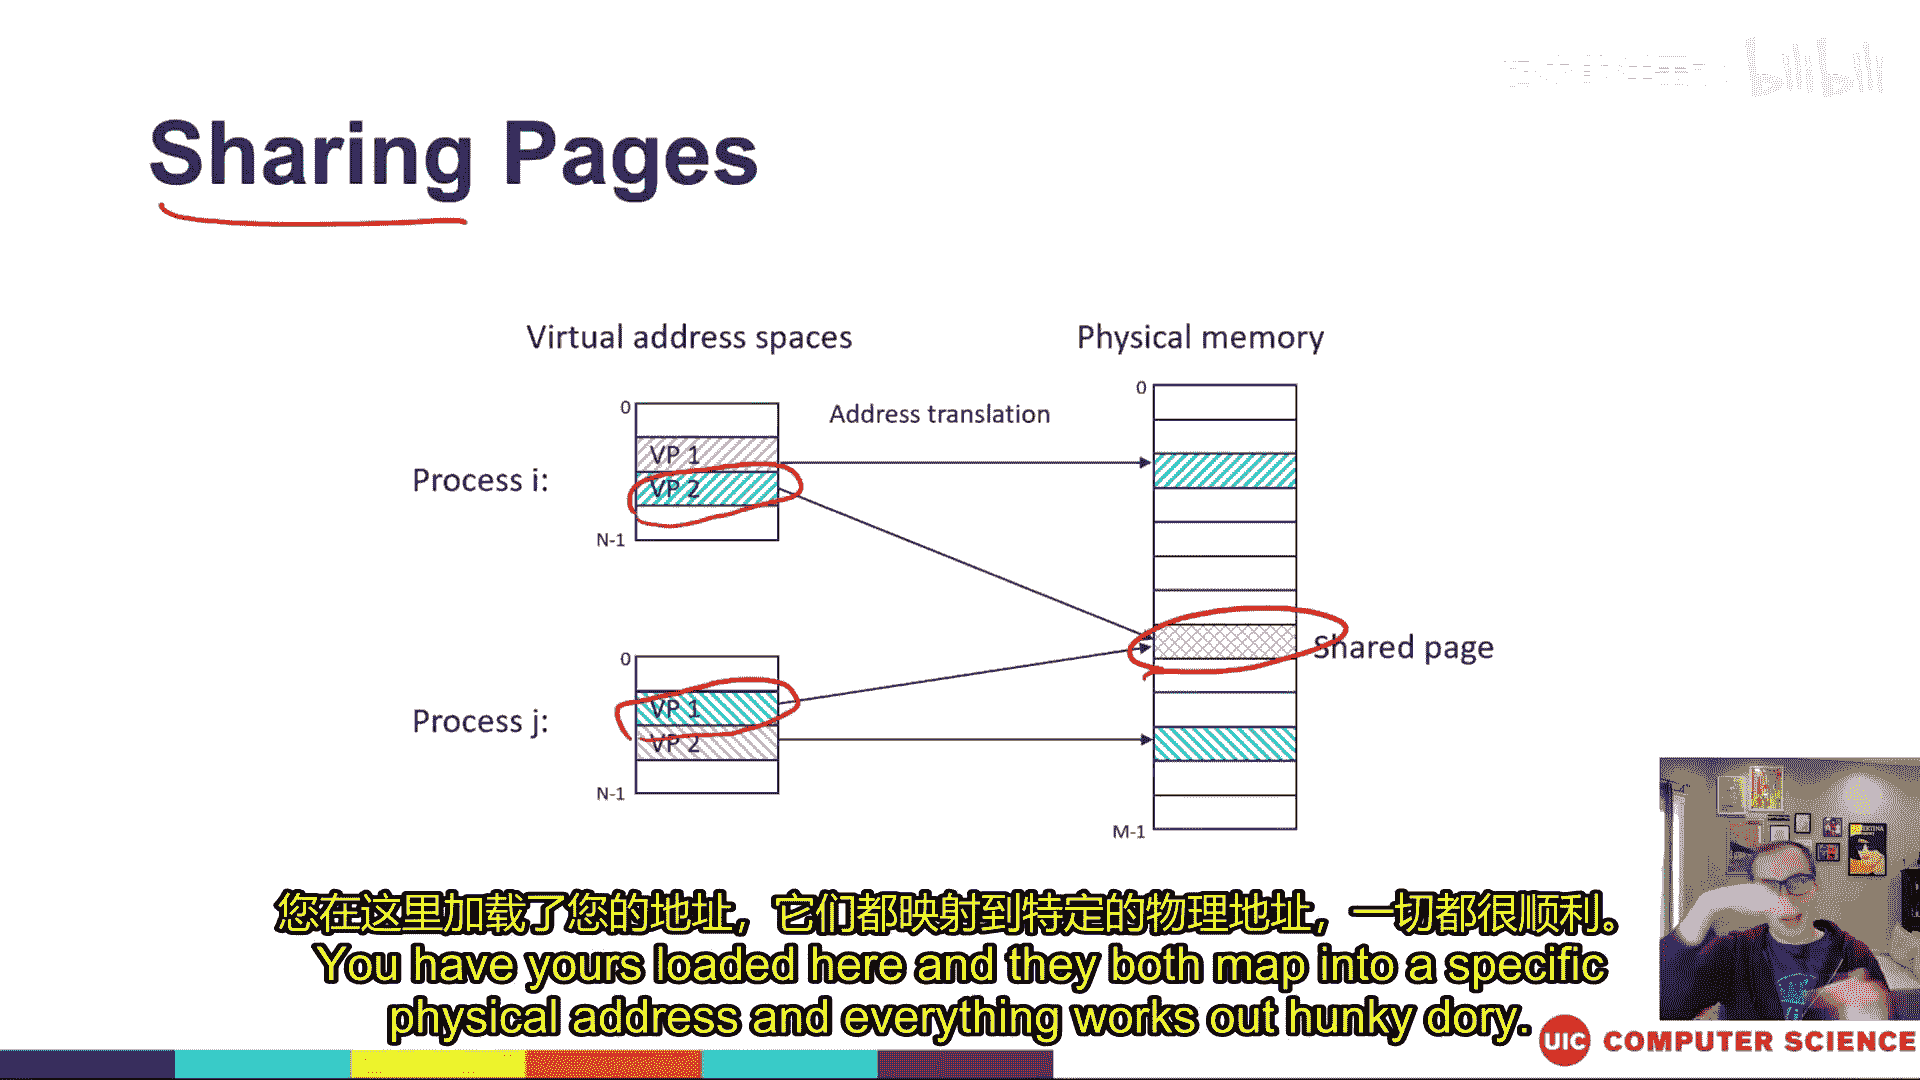 bilibili
Sharing Pages
Virtual address spaces
Physical memory
0
0
Address translation
VP 1
Process i:
VP 2
N-1
0
Shared page
VP 1
Process j:
VP 2
N-1
M-1
您在这里加载了您的地址，它们都映射到特定的物理地址，一切都很顺利。
You have yours loaded here and they both map into a specific
physical address and everything works out hunky dory.
UIC COMPUTER SCIENCE